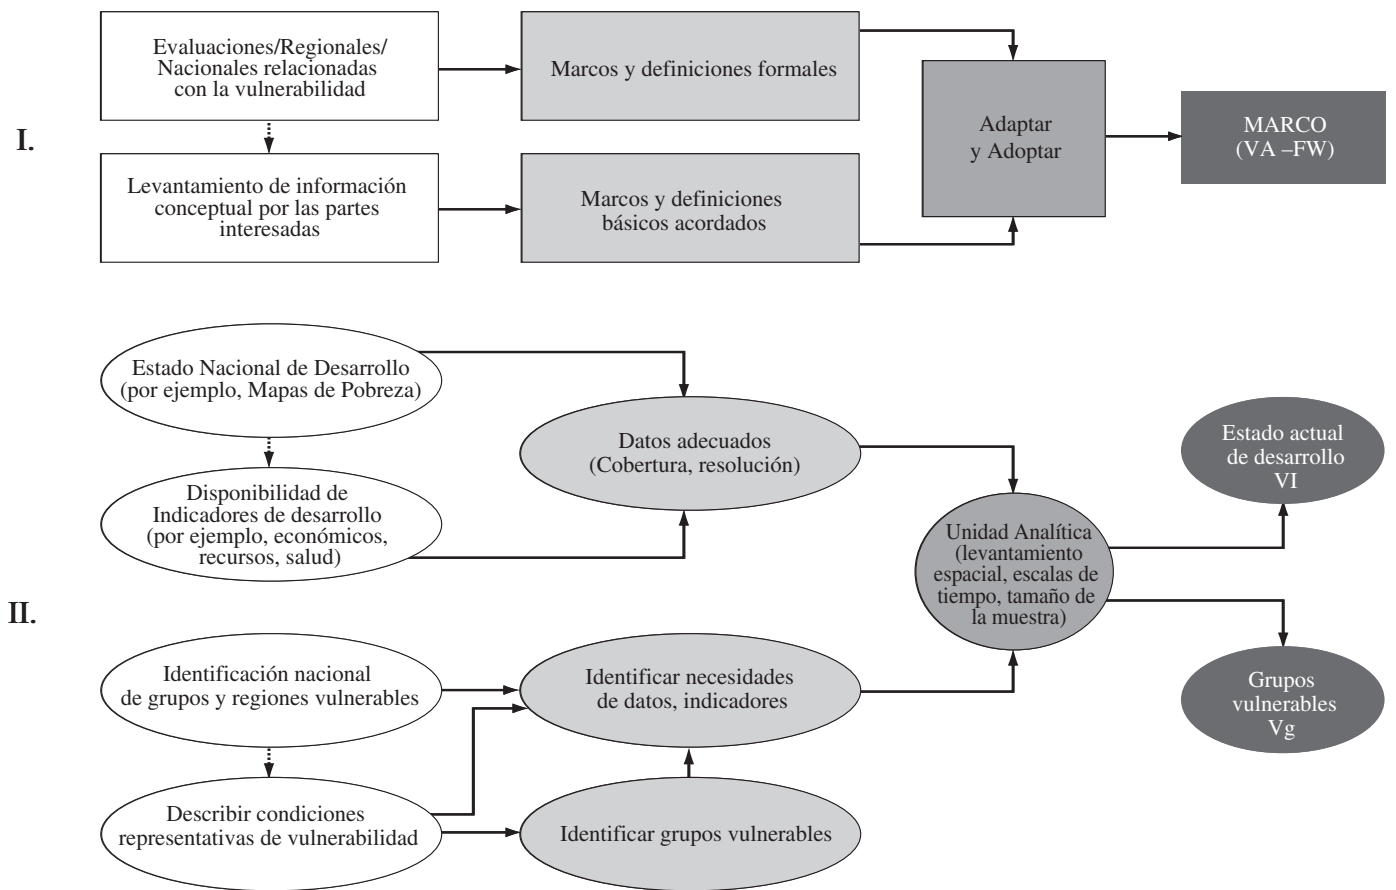 I.
Evaluaciones/Regionales/
Nacionales relacionadas
con la vulnerabilidad
Marcos y definiciones formales
Levantamiento de información
conceptual por las partes
interesadas
Marcos y definiciones
básicos acordados
Adaptar
y Adoptar
MARCO
(VA –FW)
II.
Estado Nacional de Desarrollo
(por ejemplo, Mapas de Pobreza)
Disponibilidad de
Indicadores de desarrollo
(por ejemplo, económicos,
recursos, salud)
Datos adecuados
(Cobertura, resolución)
Identificación nacional
de grupos y regiones vulnerables
Describir condiciones
representativas de vulnerabilidad
Identificar necesidades
de datos, indicadores
Identificar grupos vulnerables
Unidad Analítica
(levantamiento
espacial, escalas de
tiempo, tamaño de
la muestra)
Estado actual
de desarrollo
VI
Grupos
vulnerables
Vg